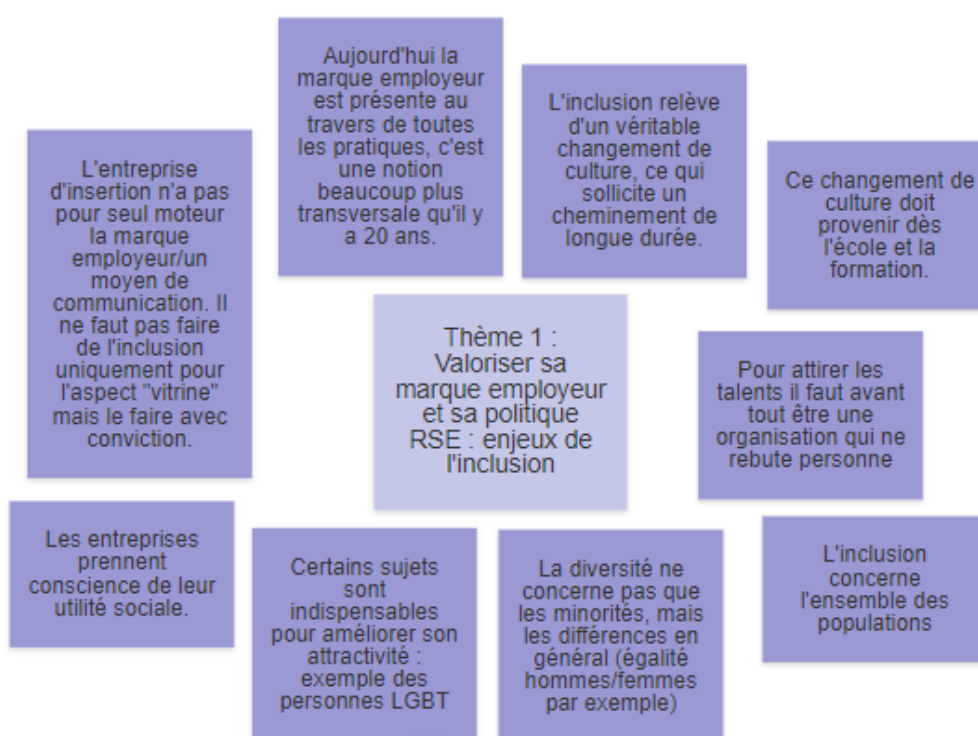 Aujourd'hui la
marque employeur
est présente au
travers de toutes
les pratiques, c'est
une notion
beaucoup plus
transversale qu'il y
a 20 ans.
L'inclusion relève
d'un véritable
changement de
culture, ce qui
sollicite un
cheminement de
longue durée.
L'entreprise
d'insertion n'a pas
pour seul moteur
la marque
employeur/un
moyen de
communication. Il
ne faut pas faire
de l'inclusion
uniquement pour
l'aspect "vitrine"
mais le faire avec
conviction.
Ce changement de
culture doit
provenir dès
l'école et la
formation.
Thème 1 :
Valoriser sa
marque employeur
et sa politique
RSE : enjeux de
l'inclusion
Pour attirer les
talents il faut avant
tout être une
organisation qui ne
rebute personne
Les entreprises
prennent
conscience de leur
utilité sociale.
Certains sujets
sont
indispensables
pour améliorer son
attractivité :
exemple des
personnes LGBT
La diversité ne
concerne pas que
les minorités, mais
les différences en
général (égalité
hommes/femmes
par exemple)
L'inclusion
concerne
l'ensemble des
populations